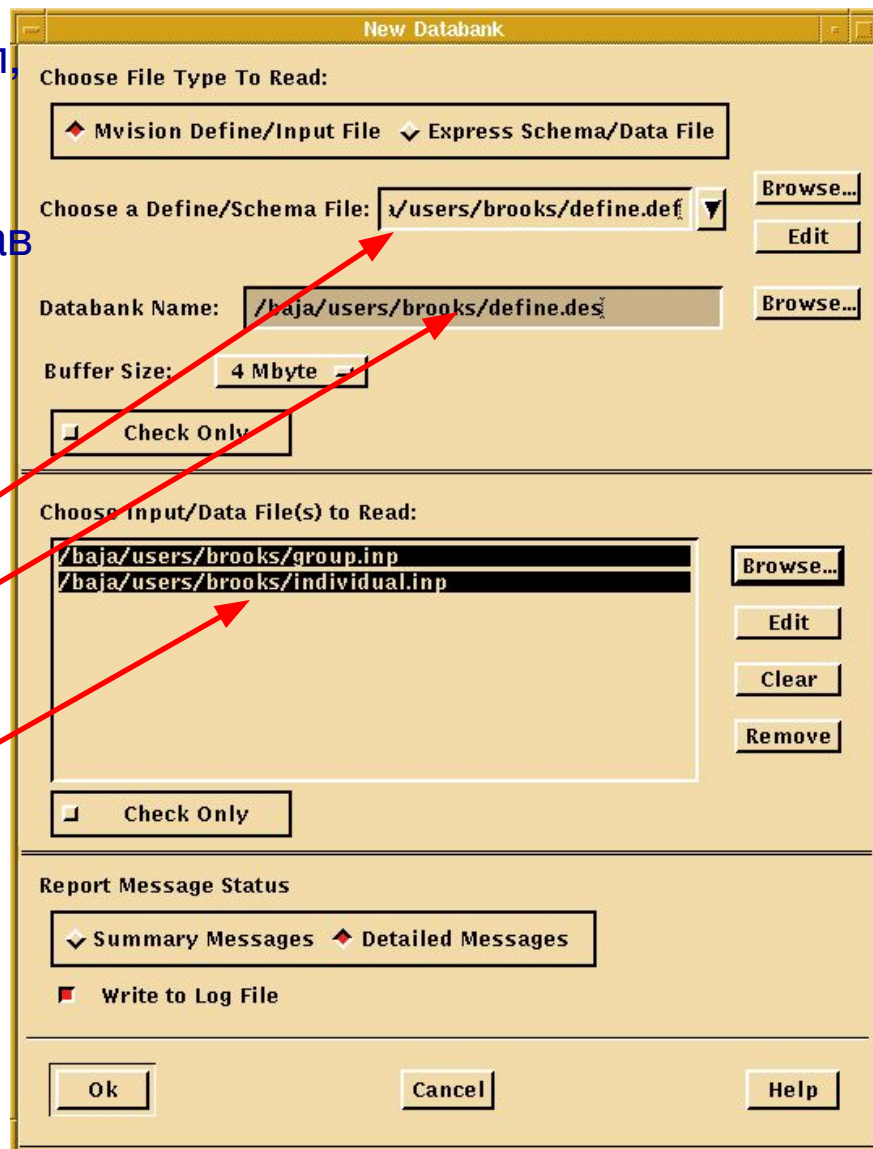 New Databank
Choose File Type To Read:
Mvision Define/Input File Express Schema/Data File
Browse...
Choose a Define/Schema File: /users/brooks/define.def
Edit
ав
Databank Name: /baja/users/brooks/define.des Browse...
Buffer Size: 4 Mbyte
Check Only
Choose Input/Data File(s) to Read:
/baja/users/brooks/group.inp
/baja/users/brooks/individual.inp
Browse...
Edit
Clear
Remove
Check Only
Report Message Status
Summary Messages Detailed Messages
Write to Log File
Ok Cancel Help